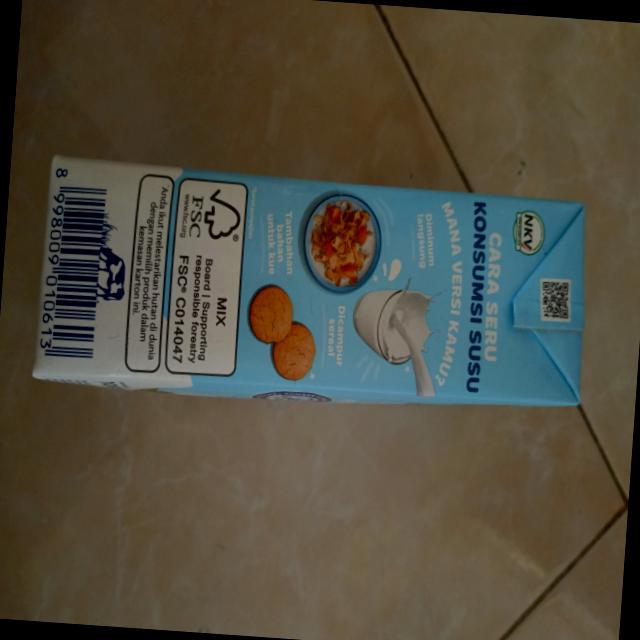 NKV
CARA SERU
KONSUMSI SUSU
MANA VERSI KAMU?
Diminum
langsung
Dicampur
sereal
Tambahan
untuk kue
FSC®
www.fsc.org
MIX
Board | Supporting
responsible forestry
FSC® C014047
Anda ikut melestarikan hutan di dunia
dengan memilih produk dalam
kemasan karton ini.
8 998009 010613